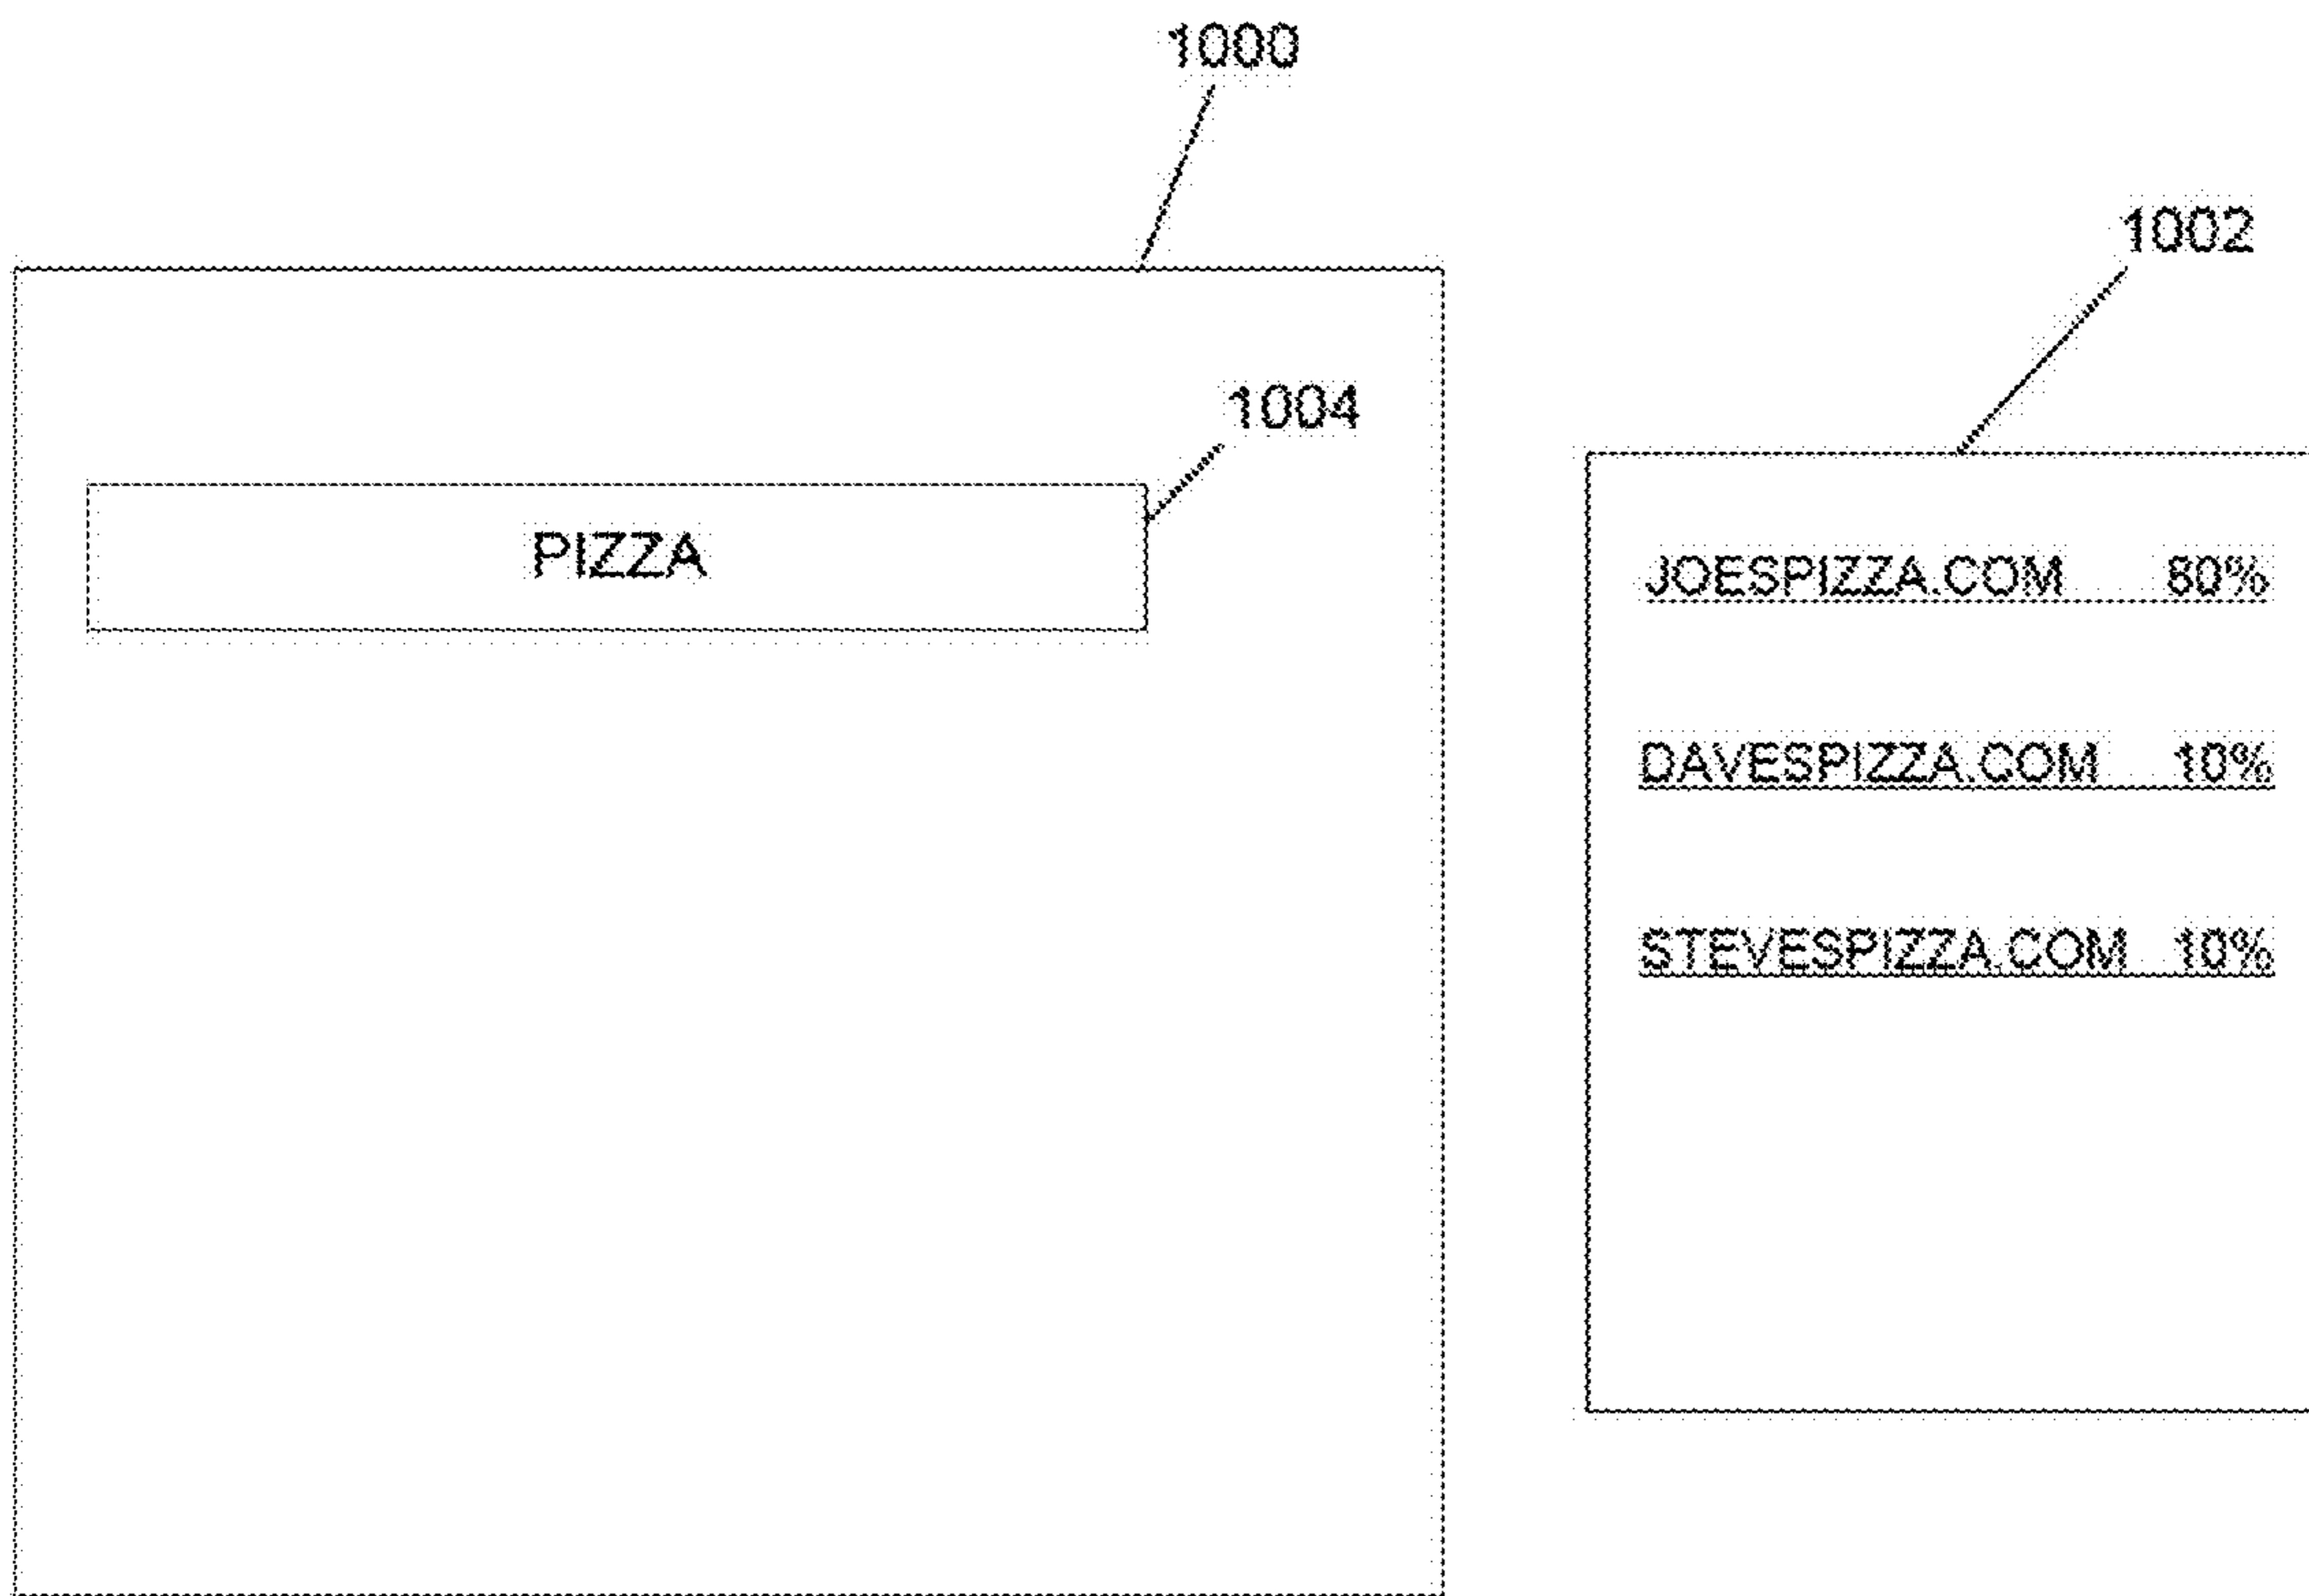 1000
1002
1004
PIZZA
JOESPIZZA.COM 80%
DAVESPIZZA.COM 10%
STEVESPIZZA.COM 10%